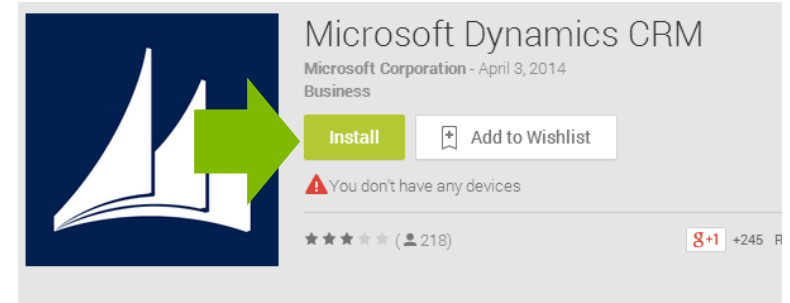 Microsoft Dynamics CRM
Microsoft Corporation - April 3, 2014
Business
Install
Add to Wishlist
You don't have any devices
(218)
g+1 +245 R